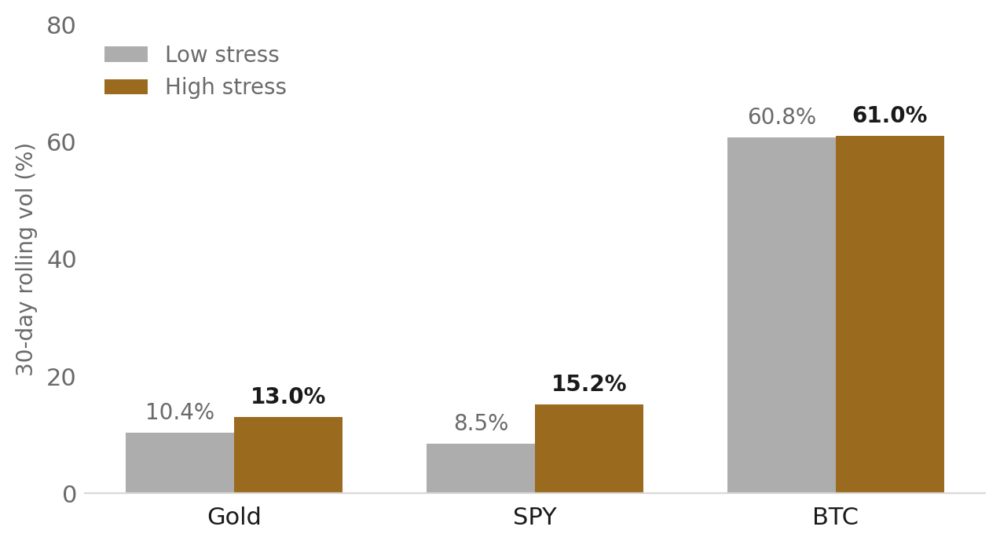 80
Low stress
High stress
60.8%
61.0%
60
30-day rolling vol (%)
40
20
10.4%
13.0%
8.5%
15.2%
0
Gold
SPY
BTC